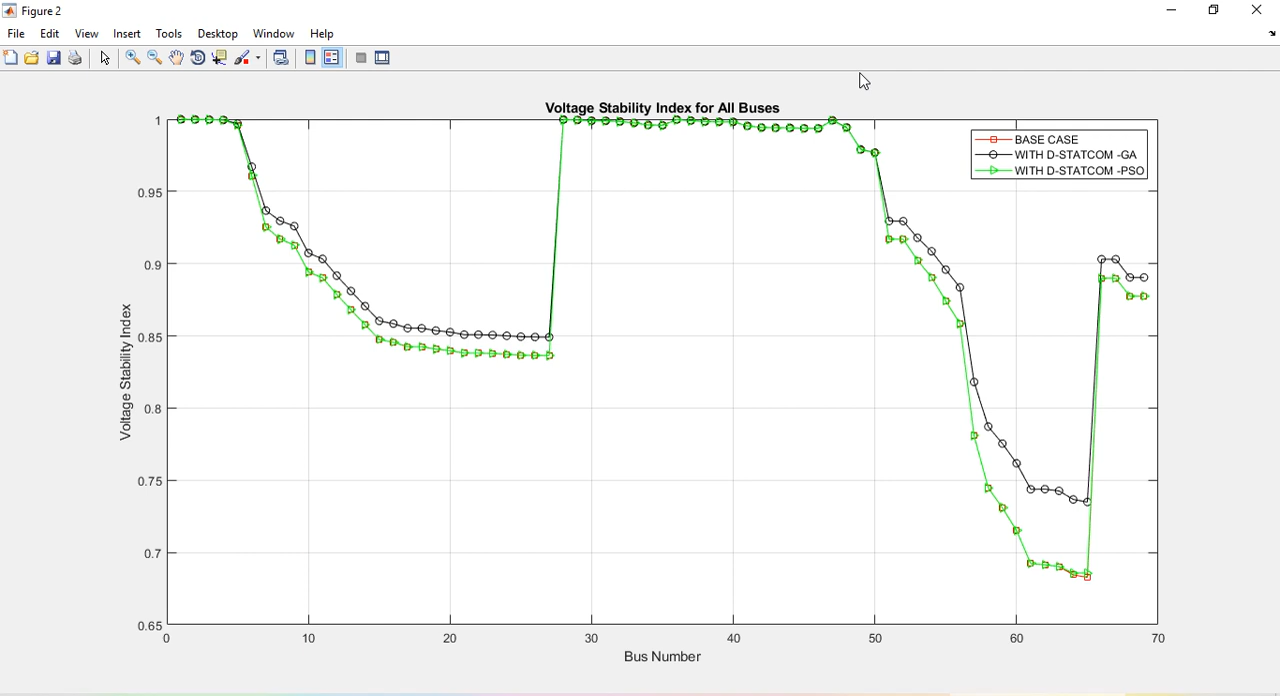 Figure 2
File Edit View Insert Tools Desktop Window Help
Voltage Stability Index for All Buses
BASE CASE
WITH D-STATCOM -GA
WITH D-STATCOM -PSO
1
0.95
0.9
0.85
0.8
0.75
0.7
0.65
Voltage Stability Index
0 10 20 30 40 50 60 70
Bus Number